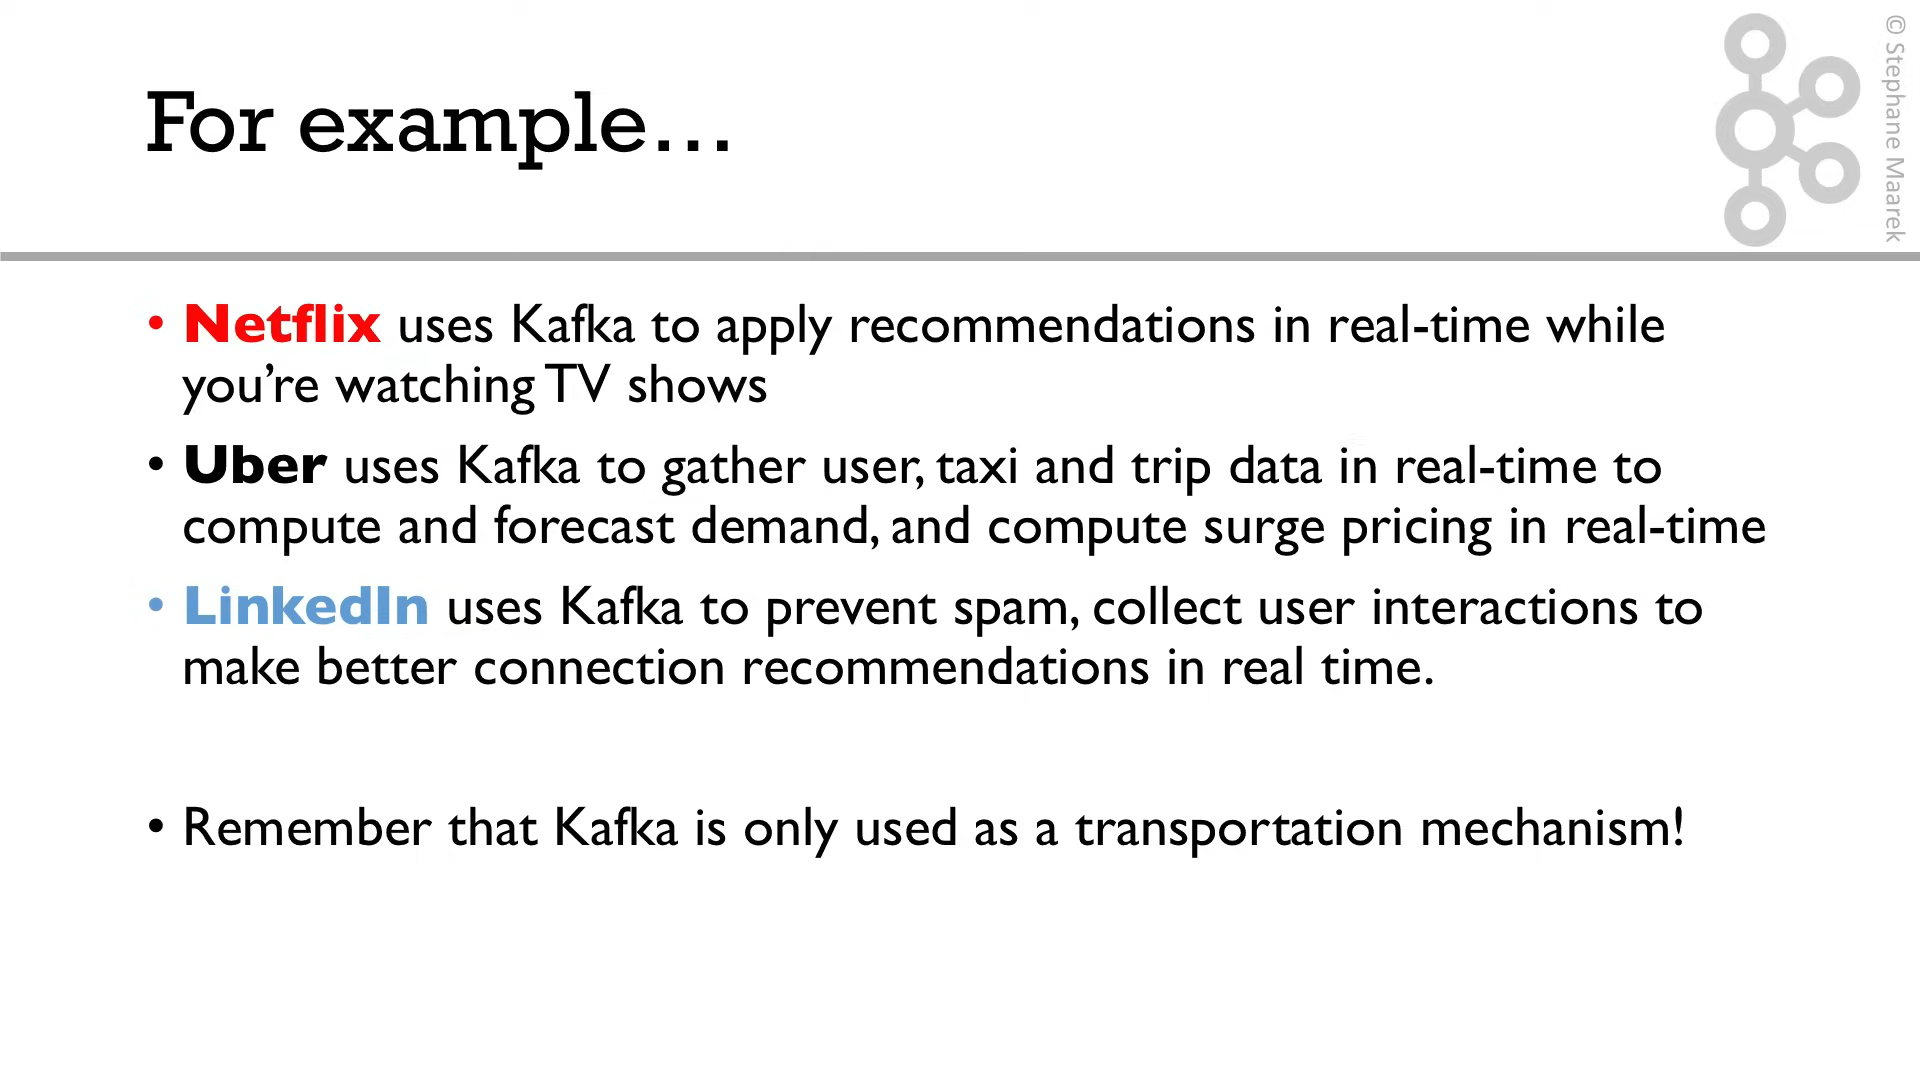 For example…
© Stephane Maarek
• Netflix uses Kafka to apply recommendations in real-time while
you’re watching TV shows
• Uber uses Kafka to gather user, taxi and trip data in real-time to
compute and forecast demand, and compute surge pricing in real-time
• LinkedIn uses Kafka to prevent spam, collect user interactions to
make better connection recommendations in real time.
• Remember that Kafka is only used as a transportation mechanism!